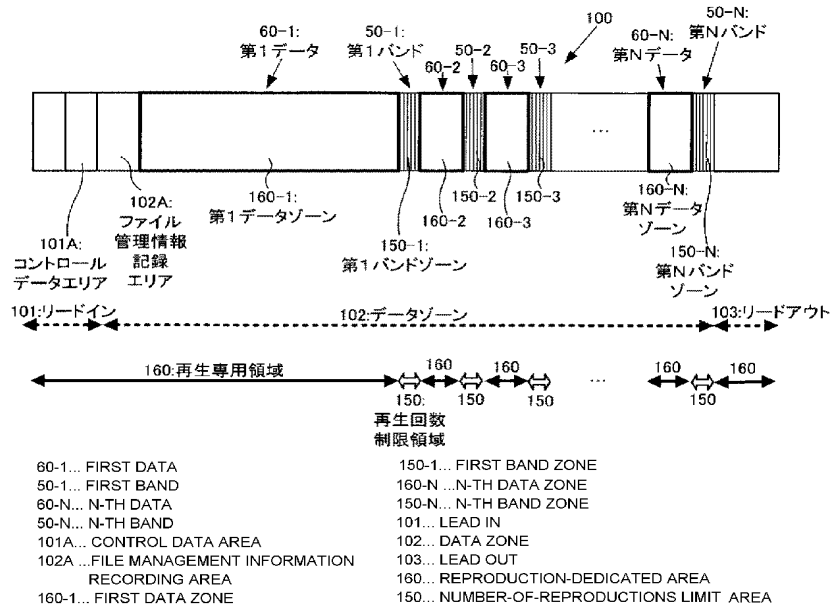 60-1:
第1データ
50-1:
第1バンド
50-2
50-3
100
60-N:
第Nデータ
50-N:
第Nバンド
60-2
60-3
...
160-1:
第1データゾーン
102A:
ファイル
管理情報
記録
エリア
101A:
コントロール
データエリア
150-1:
第1バンドゾーン
160-2
150-2
160-3
150-3
160-N:
第Nデータ
ゾーン
150-N:
第Nバンド
ゾーン
101:リードイン
102:データゾーン
103:リードアウト
160:再生専用領域
160
160
...
160
160
150:
再生回数
制限領域
150
150
150
60-1... FIRST DATA
50-1... FIRST BAND
60-N... N-TH DATA
50-N... N-TH BAND
101A... CONTROL DATA AREA
102A ...FILE MANAGEMENT INFORMATION
RECORDING AREA
160-1... FIRST DATA ZONE
150-1... FIRST BAND ZONE
160-N ...N-TH DATA ZONE
150-N... N-TH BAND ZONE
101... LEAD IN
102... DATA ZONE
103... LEAD OUT
160... REPRODUCTION-DEDICATED AREA
150... NUMBER-OF-REPRODUCTIONS LIMIT AREA